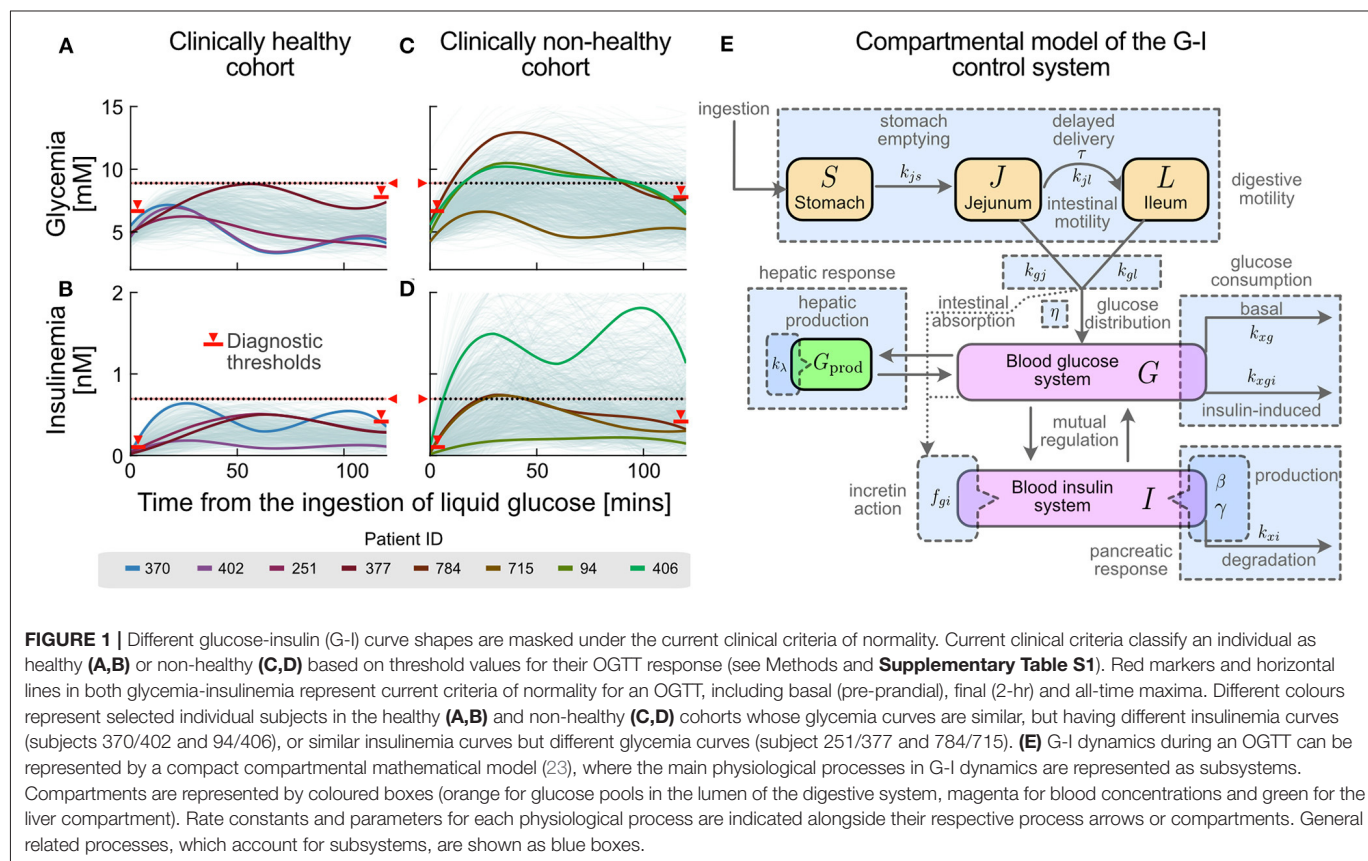 A
Clinically healthy
cohort
C
Clinically non-healthy
cohort
Glycemia
[mM]
15
10
5
B
D
Insulinemia
[nM]
2
1
0
0
50
100
0
50
100
Diagnostic
thresholds
Time from the ingestion of liquid glucose [mins]
Patient ID
370
402
251
377
784
715
94
406
E
Compartmental model of the G-I
control system
ingestion
stomach
emptying
delayed
delivery
S
Stomach
k_js
J
Jejunum
τ
k_jl
intestinal
motility
L
Ileum
digestive
motility
k_gj
k_gl
hepatic response
hepatic
production
k_λ
G_prod
intestinal
absorption
η
glucose
distribution
glucose
consumption
basal
k_xg
k_xgi
insulin-induced
Blood glucose
system
G
mutual
regulation
incretin
action
f_gi
Blood insulin
system
I
β
γ
production
k_xi
degradation
pancreatic
response
FIGURE 1 | Different glucose-insulin (G-I) curve shapes are masked under the current clinical criteria of normality. Current clinical criteria classify an individual as
healthy (A,B) or non-healthy (C,D) based on threshold values for their OGTT response (see Methods and Supplementary Table S1). Red markers and horizontal
lines in both glycemia-insulinemia represent current criteria of normality for an OGTT, including basal (pre-prandial), final (2-hr) and all-time maxima. Different colours
represent selected individual subjects in the healthy (A,B) and non-healthy (C,D) cohorts whose glycemia curves are similar, but having different insulinemia curves
(subjects 370/402 and 94/406), or similar insulinemia curves but different glycemia curves (subject 251/377 and 784/715). (E) G-I dynamics during an OGTT can be
represented by a compact compartmental mathematical model (23), where the main physiological processes in G-I dynamics are represented as subsystems.
Compartments are represented by coloured boxes (orange for glucose pools in the lumen of the digestive system, magenta for blood concentrations and green for the
liver compartment). Rate constants and parameters for each physiological process are indicated alongside their respective process arrows or compartments. General
related processes, which account for subsystems, are shown as blue boxes.